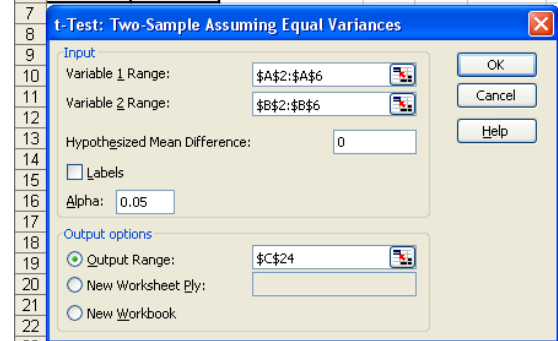 7
8
9
10
11
12
13
14
15
16
17
18
19
20
21
22
t-Test: Two-Sample Assuming Equal Variances
Input
Variable 1 Range: $A$2:$A$6
Variable 2 Range: $B$2:$B$6
Hypothesized Mean Difference: 0
Labels
Alpha: 0.05
Output options
Output Range: $C$24
New Worksheet Ply:
New Workbook
OK
Cancel
Help